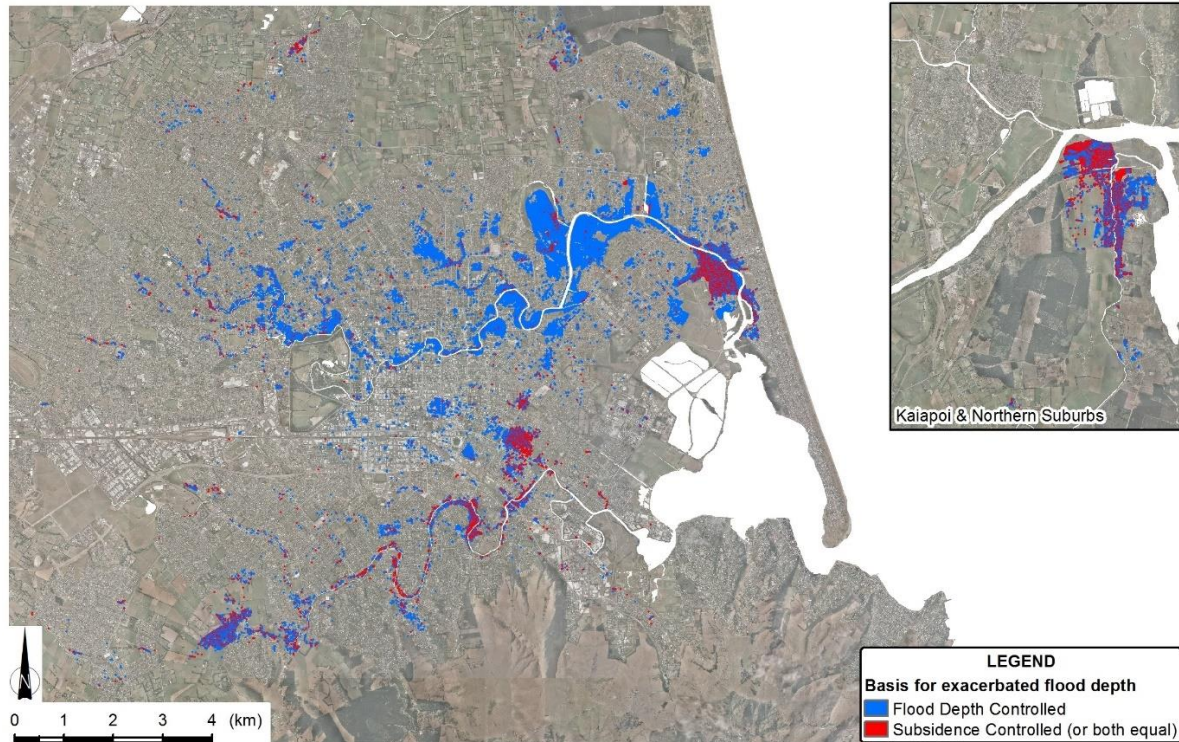 Kaiapoi & Northern Suburbs
N
0 1 2 3 4 (km)
LEGEND
Basis for exacerbated flood depth
Flood Depth Controlled
Subsidence Controlled (or both equal)